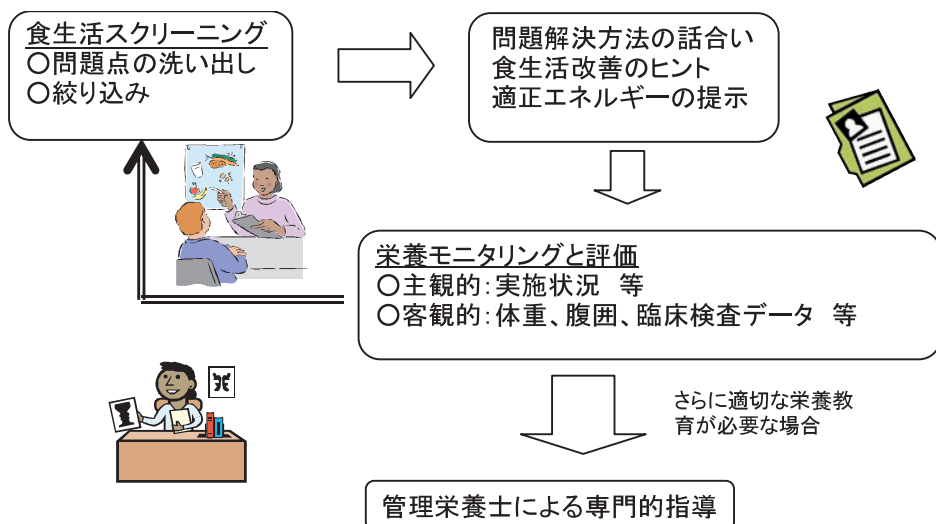 食生活スクリーニング
○問題点の洗い出し
○絞り込み
問題解決方法の話合い
食生活改善のヒント
適正エネルギーの提示
栄養モニタリングと評価
○主観的:実施状況 等
○客観的:体重、腹囲、臨床検査データ 等
さらに適切な栄養教
育が必要な場合
管理栄養士による専門的指導